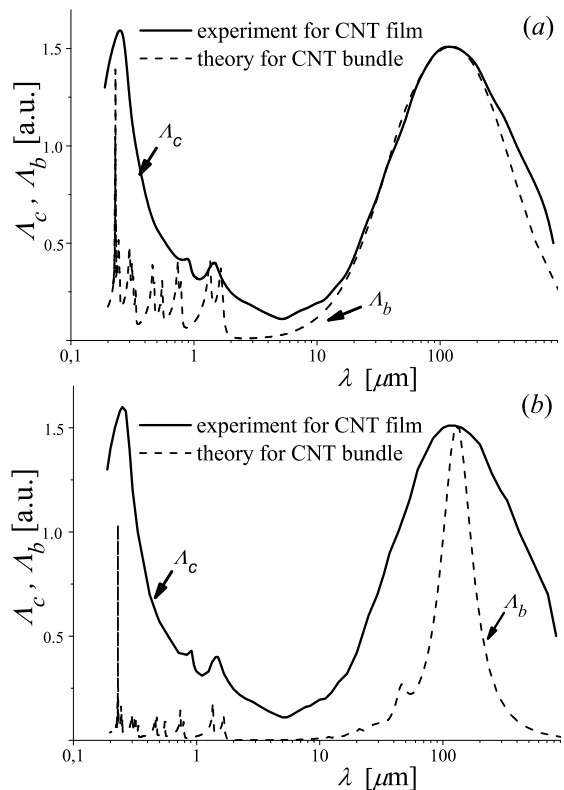 (a)
experiment for CNT film
theory for CNT bundle
Λc , Λb [a.u.]
1.5
1.0
0.5
Λc
Λb
0,1
1
10
100
λ [μm]
(b)
experiment for CNT film
theory for CNT bundle
Λc , Λb [a.u.]
1.5
1.0
0.5
Λc
Λb
0,1
1
10
100
λ [μm]